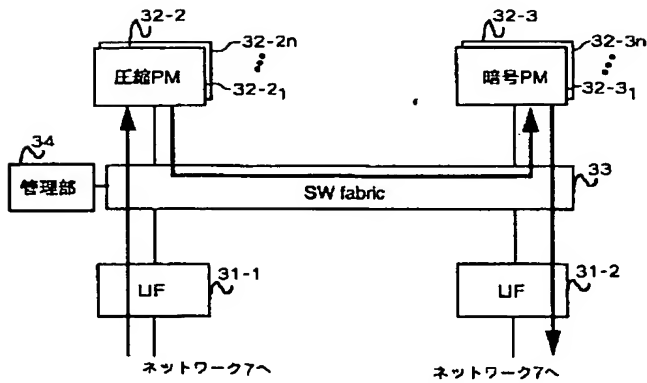 32-2
32-2n
圧縮PM
32-2₁
32-3
32-3n
暗号PM
32-3₁
34
管理部
SW fabric
33
LIF
31-1
LIF
31-2
ネットワーク7へ
ネットワーク7へ